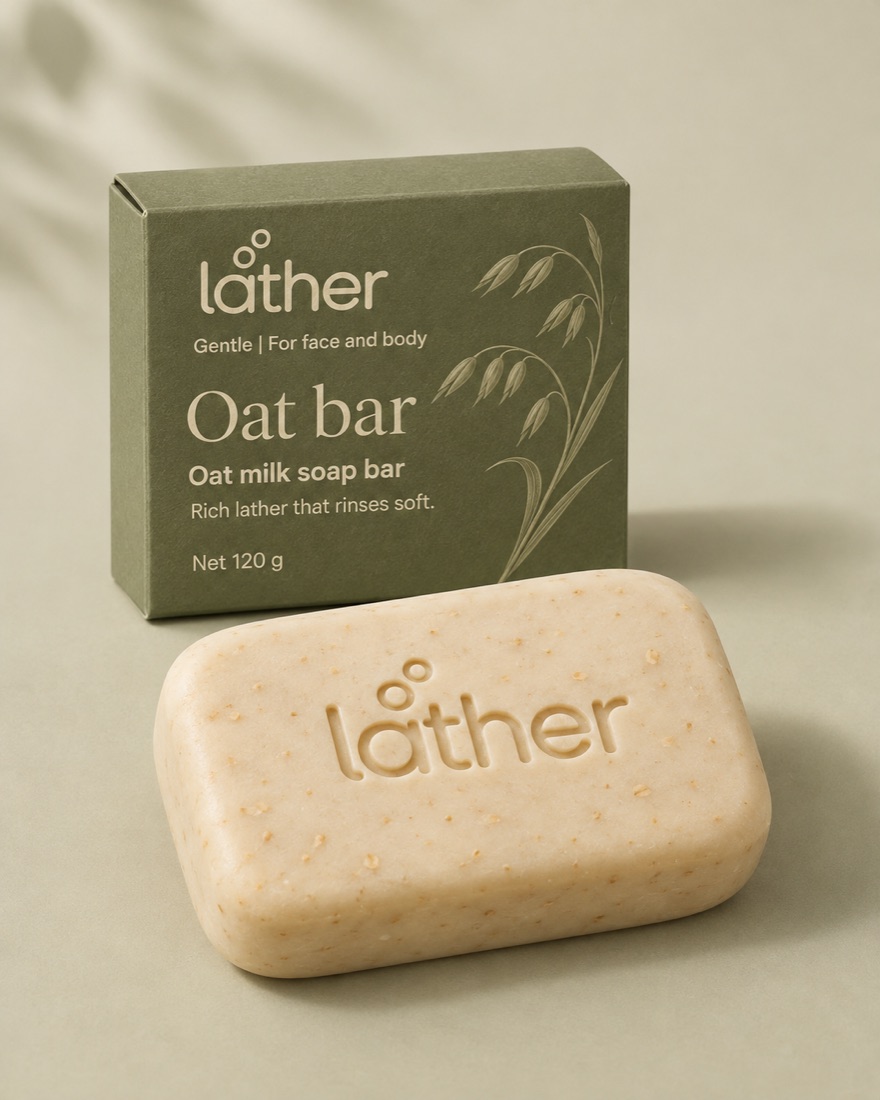 lather
Gentle | For face and body
Oat bar
Oat milk soap bar
Rich lather that rinses soft.
Net 120 g
lather